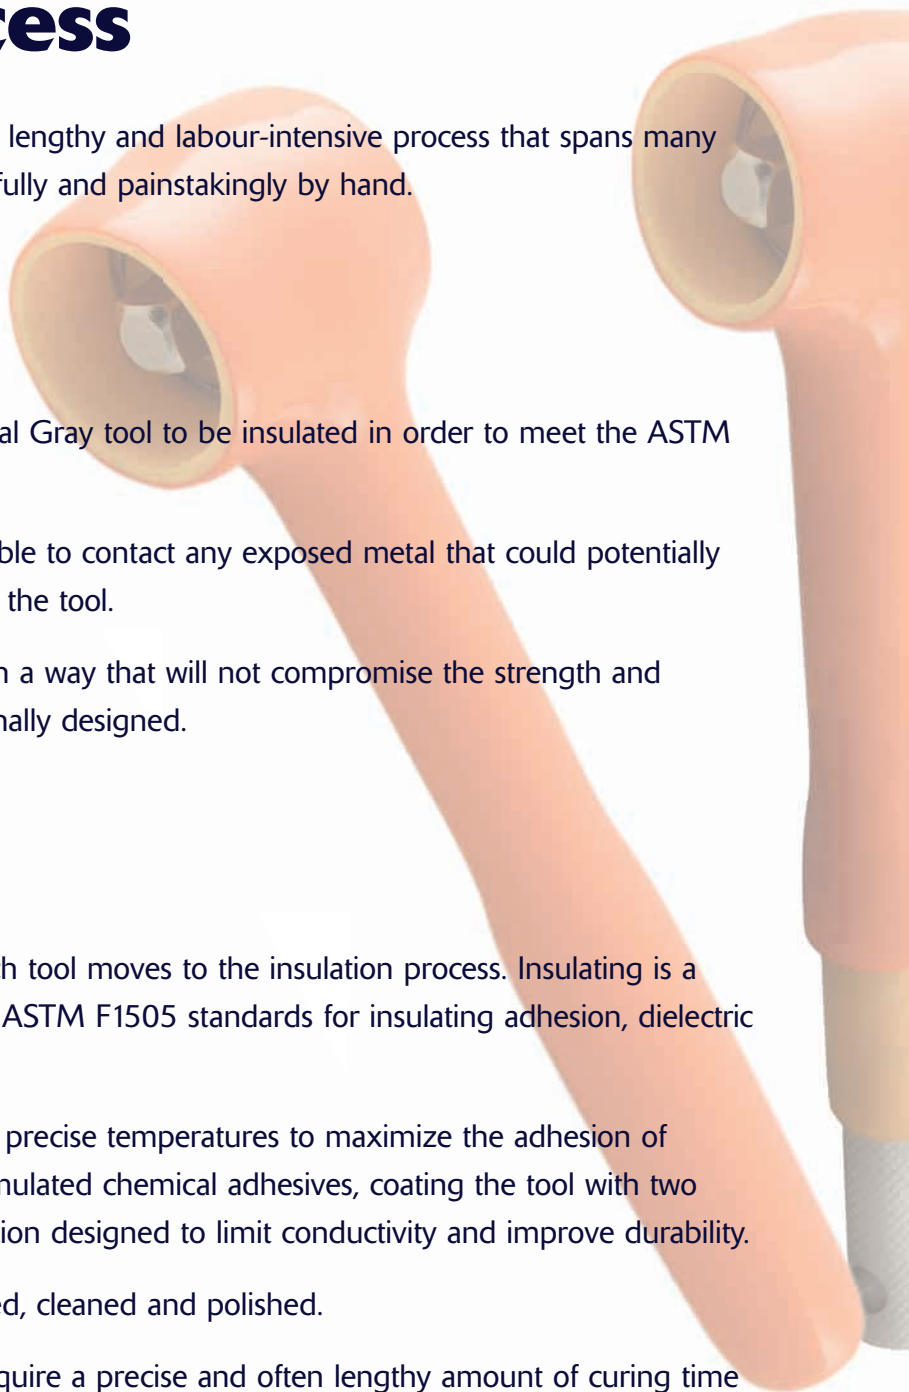 cess
lengthy and labour-intensive process that spans many
fully and painstakingly by hand.
al Gray tool to be insulated in order to meet the ASTM
ble to contact any exposed metal that could potentially
the tool.
n a way that will not compromise the strength and
nally designed.
ch tool moves to the insulation process. Insulating is a
ASTM F1505 standards for insulating adhesion, dielectric
precise temperatures to maximize the adhesion of
mulated chemical adhesives, coating the tool with two
tion designed to limit conductivity and improve durability.
ed, cleaned and polished.
quire a precise and often lengthy amount of curing time